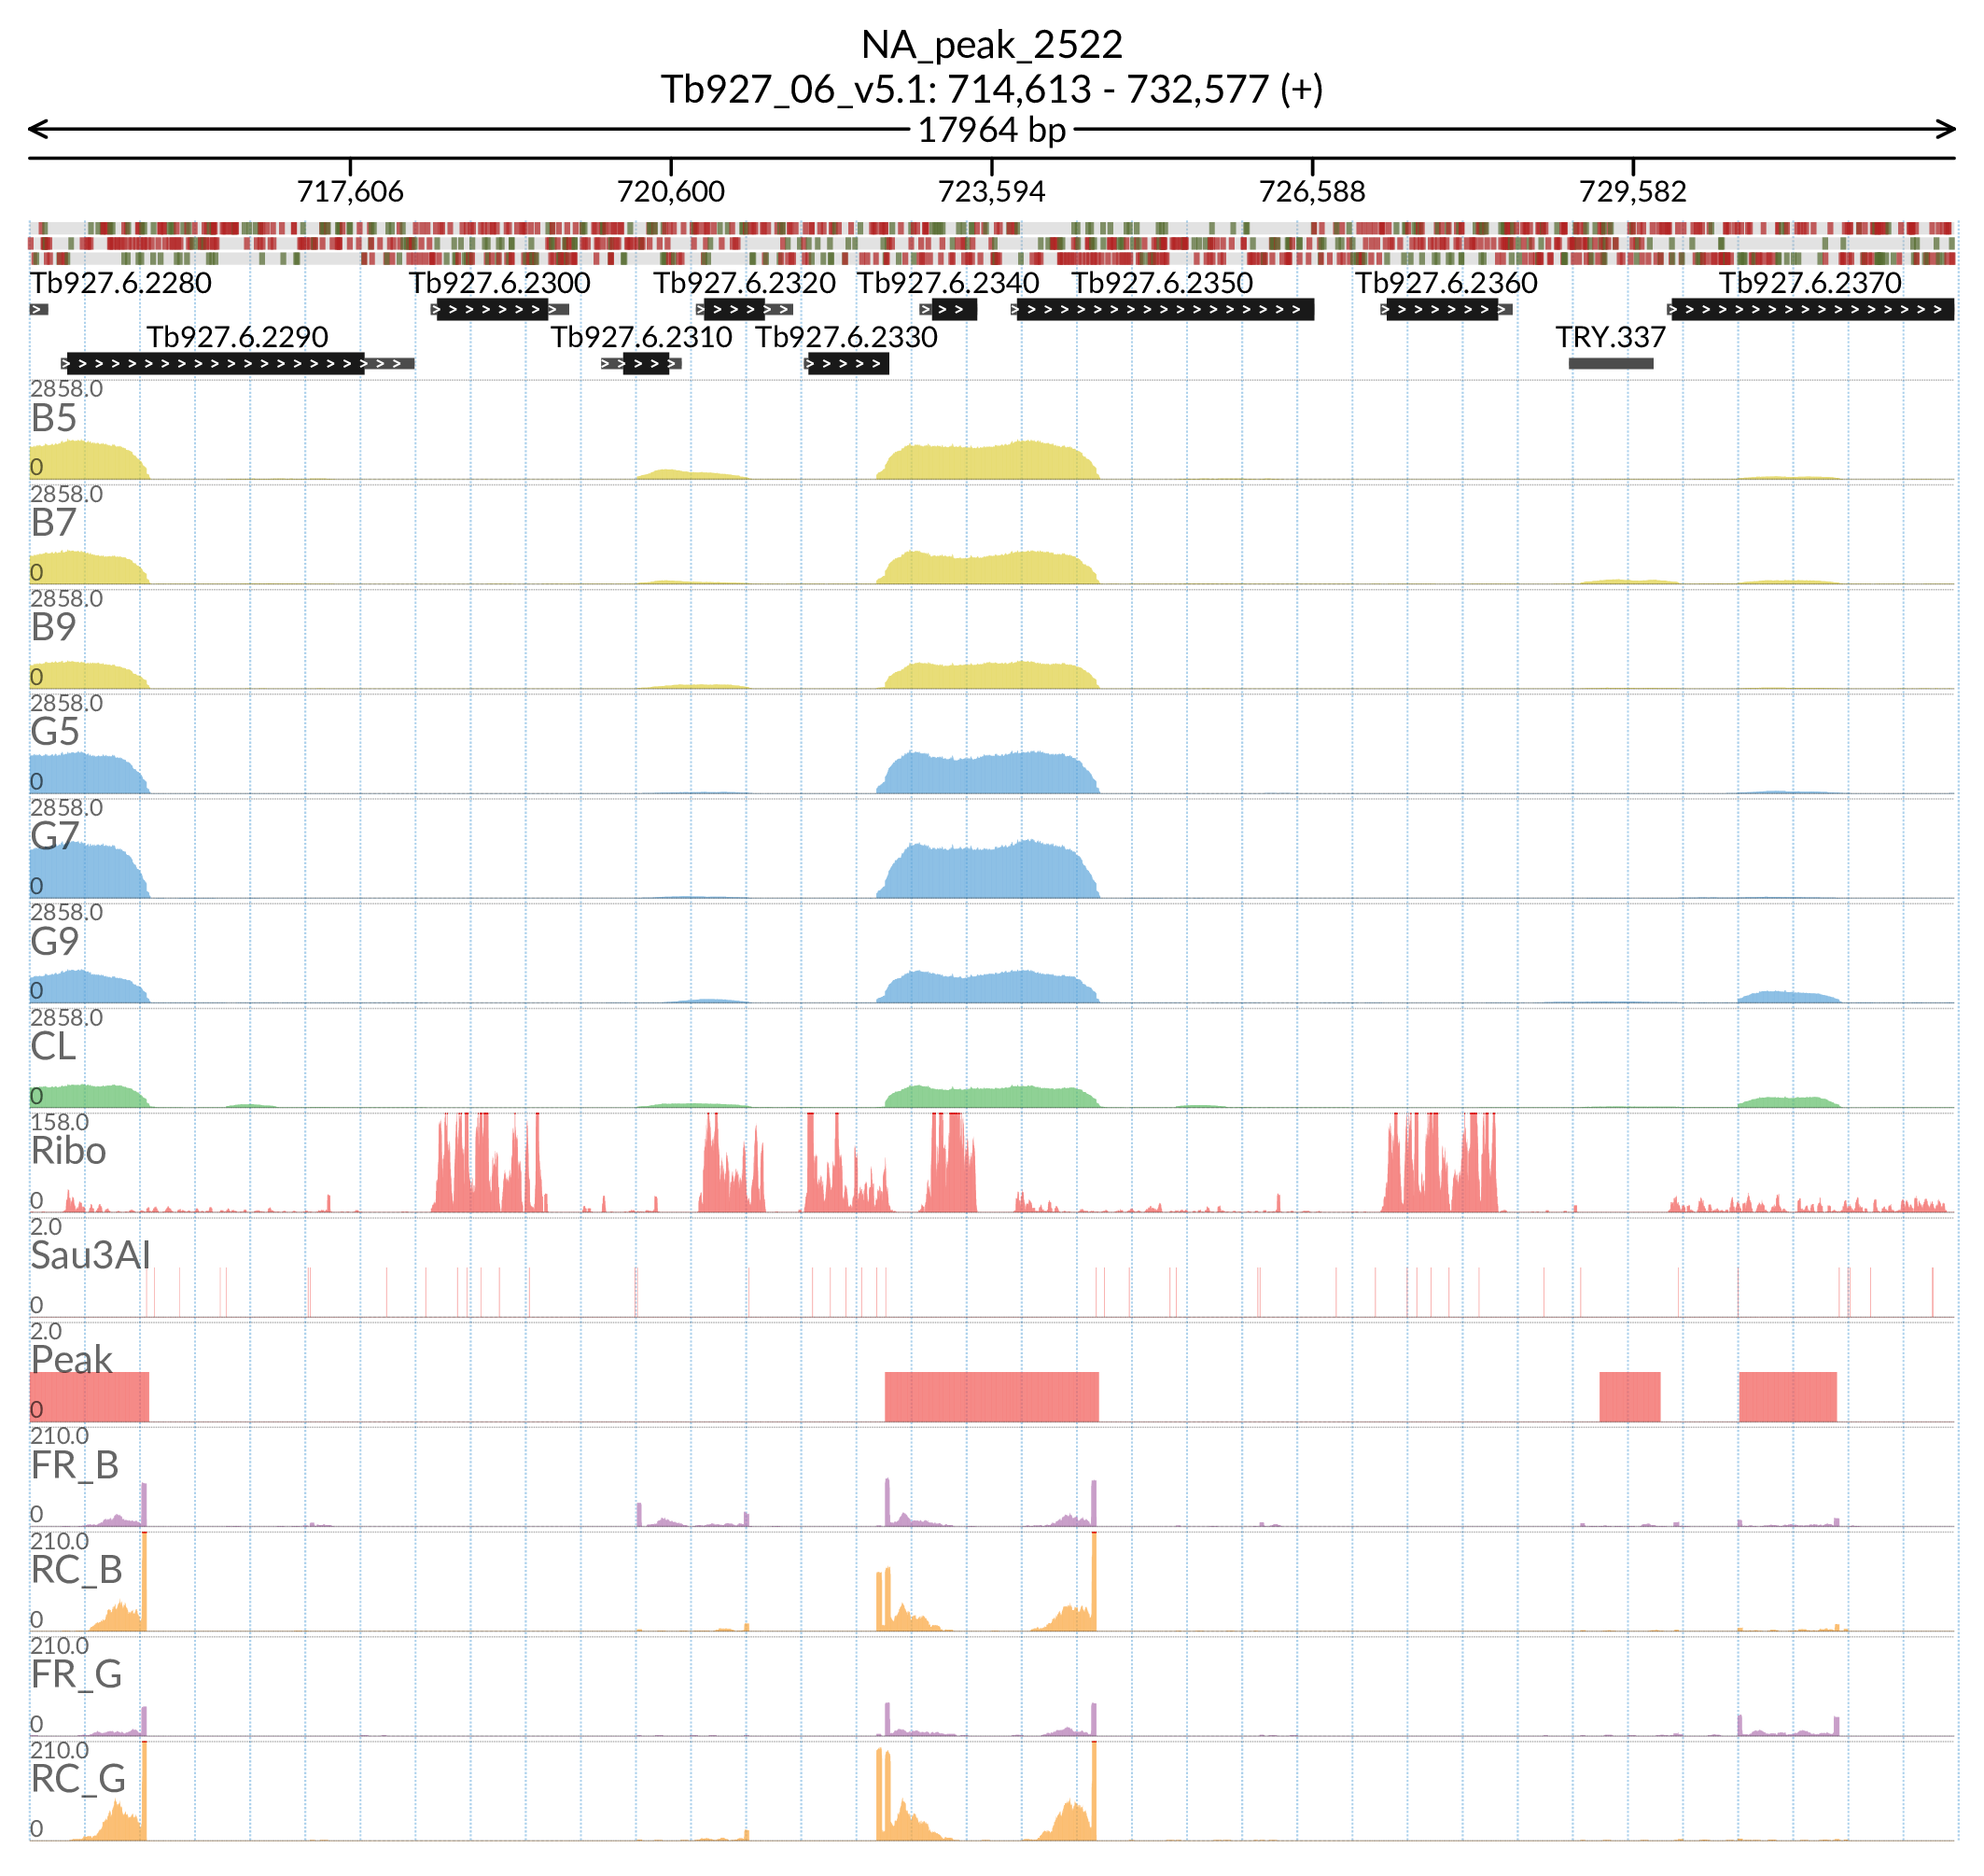 NA_peak_2522
Tb927_06_v5.1: 714,613 - 732,577 (+)
17964 bp
717,606 720,600 723,594 726,588 729,582
Tb927.6.2280 Tb927.6.2300 Tb927.6.2320 Tb927.6.2340 Tb927.6.2350 Tb927.6.2360 Tb927.6.2370
Tb927.6.2290 Tb927.6.2310 Tb927.6.2330 TRY.337
2858.0
B5
0
2858.0
B7
0
2858.0
B9
0
2858.0
G5
0
2858.0
G7
0
2858.0
G9
0
2858.0
CL
0
158.0
Ribo
0
2.0
Sau3AI
0
2.0
Peak
0
210.0
FR_B
0
210.0
RC_B
0
210.0
FR_G
0
210.0
RC_G
0